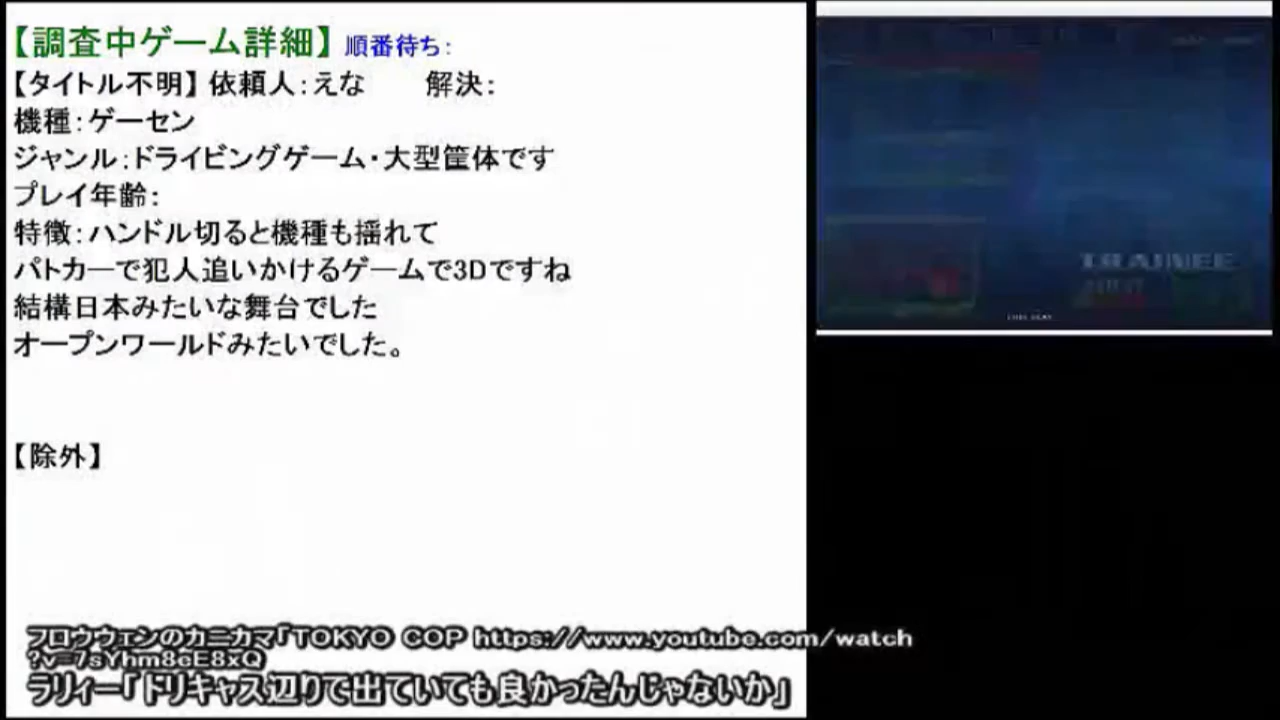 【調査中ゲーム詳細】 順番待ち:
【タイトル不明】 依頼人:えな 解決:
機種:ゲーセン
ジャンル:ドライビングゲーム・大型筐体です
プレイ年齢:
特徴:ハンドル切ると機種も揺れて
パトカーで犯人追いかけるゲームで3Dですね
結構日本みたいな舞台でした
オープンワールドみたいでした。
TRAINEE
【除外】
フロウウェンのカニカマ「TOKYO COP https://www.youtube.com/watch
?v=7sYhm8eE8xQ
ラリィー「ドリキャス辺りで出ていても良かったんじゃないか」